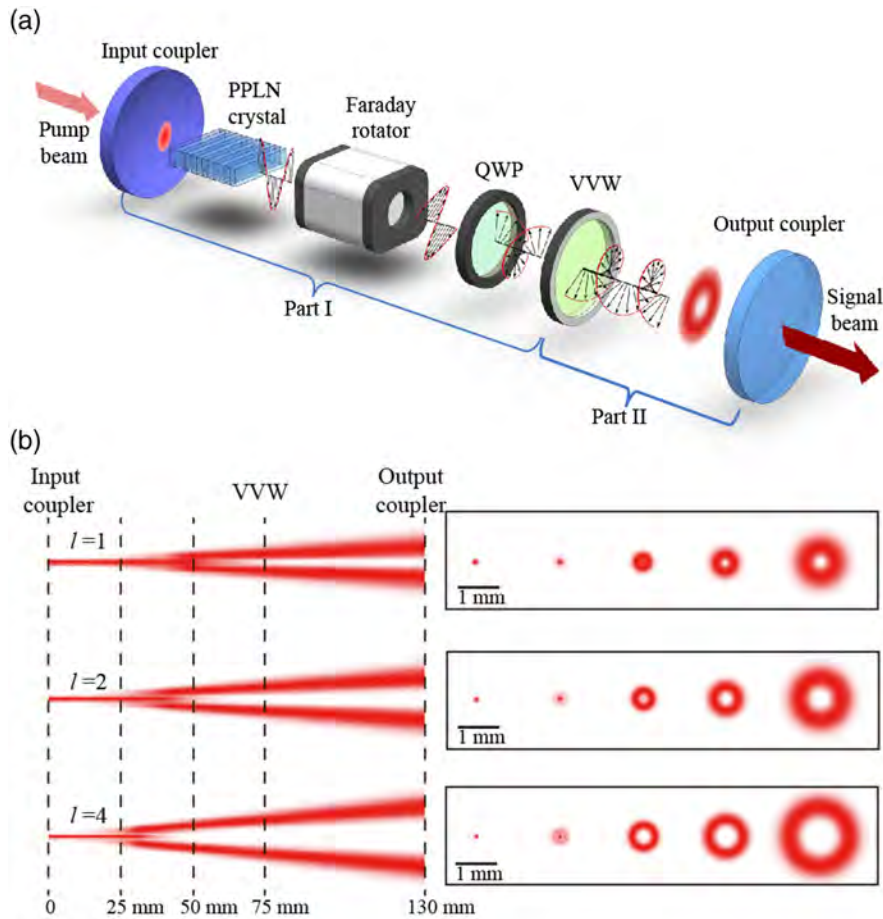 (a)
Input coupler
PPLN
crystal
Pump
beam
Faraday
rotator
QWP
VVW
Output coupler
Signal
beam
Part I
Part II
(b)
Input
coupler
VVW
Output
coupler
l=1
1 mm
l=2
1 mm
l=4
1 mm
0 25 mm 50 mm 75 mm 130 mm